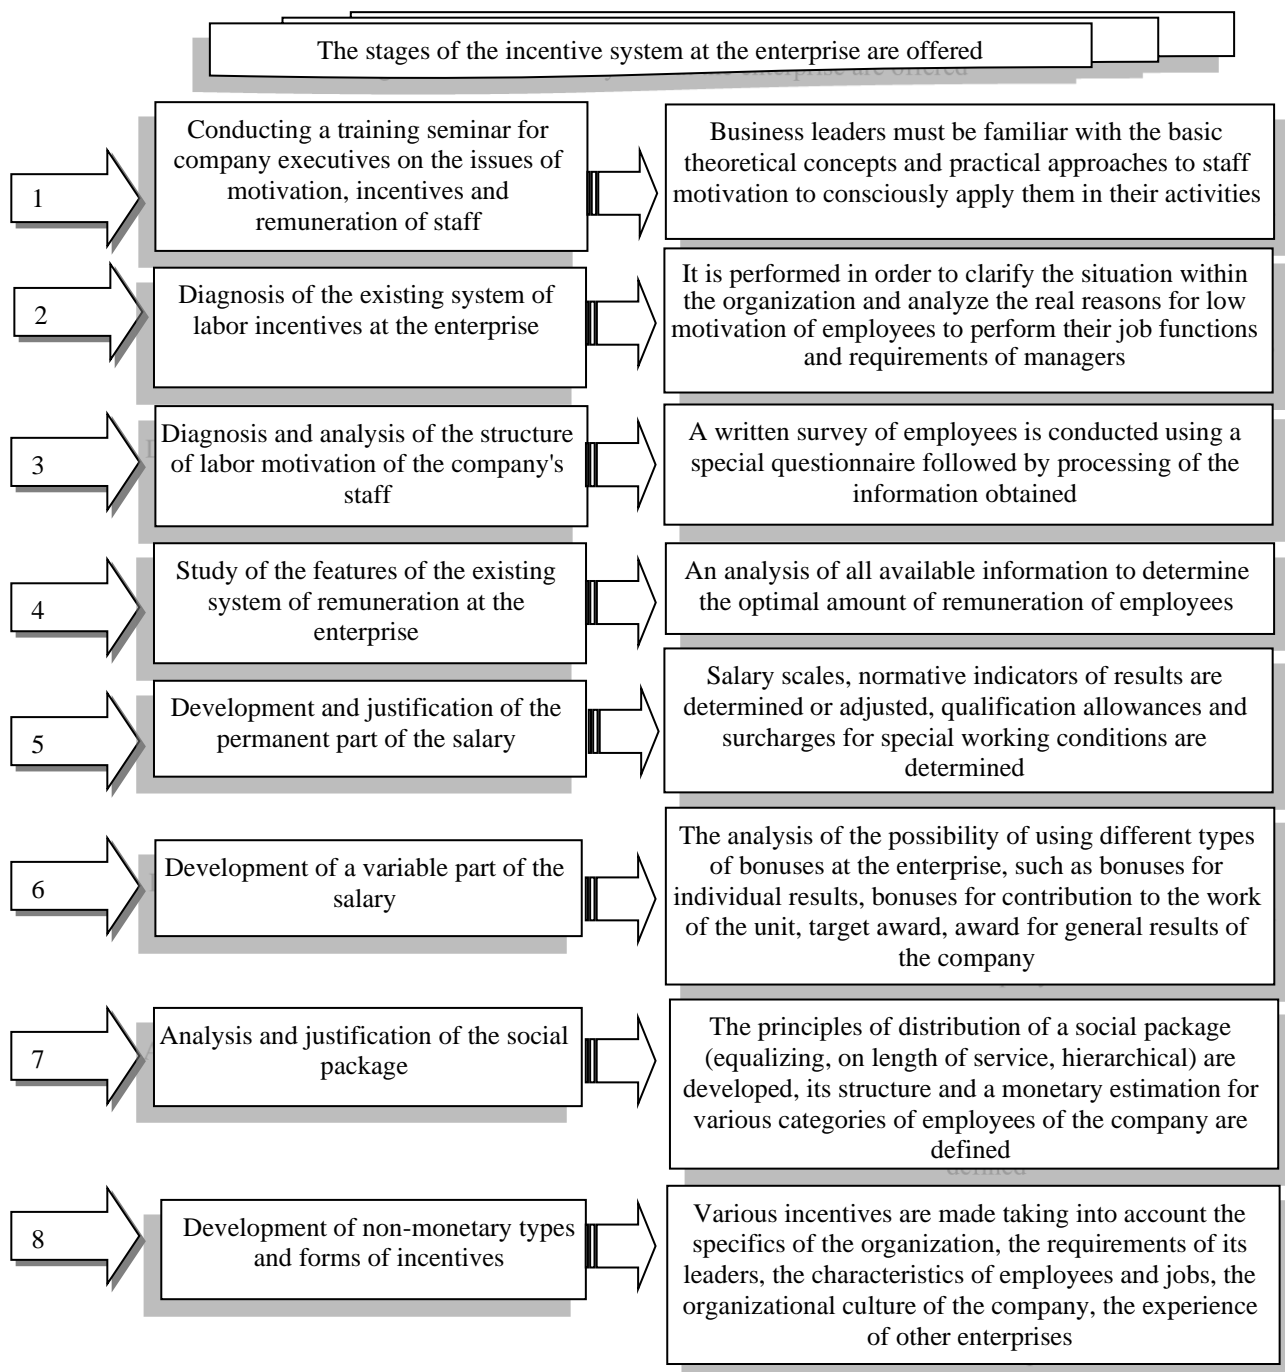 The stages of the incentive system at the enterprise are offered
1
Conducting a training seminar for
company executives on the issues of
motivation, incentives and
remuneration of staff
Business leaders must be familiar with the basic
theoretical concepts and practical approaches to staff
motivation to consciously apply them in their activities
2
Diagnosis of the existing system of
labor incentives at the enterprise
It is performed in order to clarify the situation within
the organization and analyze the real reasons for low
motivation of employees to perform their job functions
and requirements of managers
3
Diagnosis and analysis of the structure
of labor motivation of the company's
staff
A written survey of employees is conducted using a
special questionnaire followed by processing of the
information obtained
4
Study of the features of the existing
system of remuneration at the
enterprise
An analysis of all available information to determine
the optimal amount of remuneration of employees
5
Development and justification of the
permanent part of the salary
Salary scales, normative indicators of results are
determined or adjusted, qualification allowances and
surcharges for special working conditions are
determined
6
Development of a variable part of the
salary
The analysis of the possibility of using different types
of bonuses at the enterprise, such as bonuses for
individual results, bonuses for contribution to the work
of the unit, target award, award for general results of
the company
7
Analysis and justification of the social
package
The principles of distribution of a social package
(equalizing, on length of service, hierarchical) are
developed, its structure and a monetary estimation for
various categories of employees of the company are
defined
8
Development of non-monetary types
and forms of incentives
Various incentives are made taking into account the
specifics of the organization, the requirements of its
leaders, the characteristics of employees and jobs, the
organizational culture of the company, the experience
of other enterprises